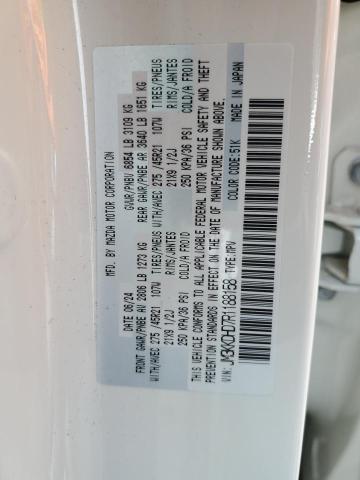 MFD. BY MAZDA MOTOR CORPORATION
DATE 06/24 GVWR/PNBV 6854 LB 3109 KG
FRONT GAWR/PNBE AV 2806 LB 1273 KG REAR GAWR/PNBE AR 3640 LB 1651 KG
WITH/AVEC 275 /45R21 107W TIRES/PNEUS WITH/AVEC 275 /45R21 107W TIRES/PNEUS
21X9 1/2J RIMS/JANTES 21X9 1/2J RIMS/JANTES
250 KPA/36 PSI COLD/A FROID 250 KPA/36 PSI COLD/A FROID
THIS VEHICLE CONFORMS TO ALL APPLICABLE FEDERAL MOTOR VEHICLE SAFETY AND THEFT
PREVENTION STANDARDS IN EFFECT ON THE DATE OF MANUFACTURE SHOWN ABOVE.
VIN: JM3KKDHD7R1168158 TYPE:MPV COLOR CODE:51K MADE IN JAPAN